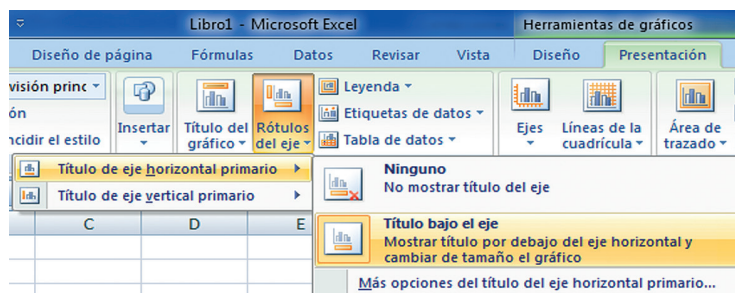 Libro1 - Microsoft Excel Herramientas de gráficos
Diseño de página Fórmulas Datos Revisar Vista Diseño Presentación
visión princ
ón
ncidir el estilo
Insertar
Título del
gráfico
Rótulos
del eje
Leyenda
Etiquetas de datos
Tabla de datos
Ejes
Líneas de la
cuadrícula
Área de
trazado
Título de eje horizontal primario
Título de eje vertical primario
Ninguno
No mostrar título del eje
Título bajo el eje
Mostrar título por debajo del eje horizontal y
cambiar de tamaño el gráfico
Más opciones del título del eje horizontal primario...
C D E